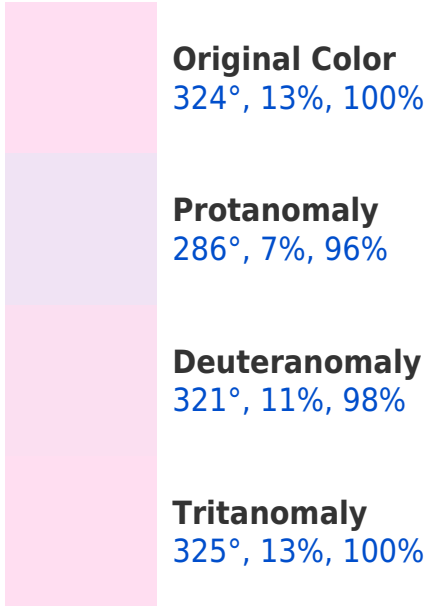 Original Color
324°, 13%, 100%
Protanomaly
286°, 7%, 96%
Deuteranomaly
321°, 11%, 98%
Tritanomaly
325°, 13%, 100%